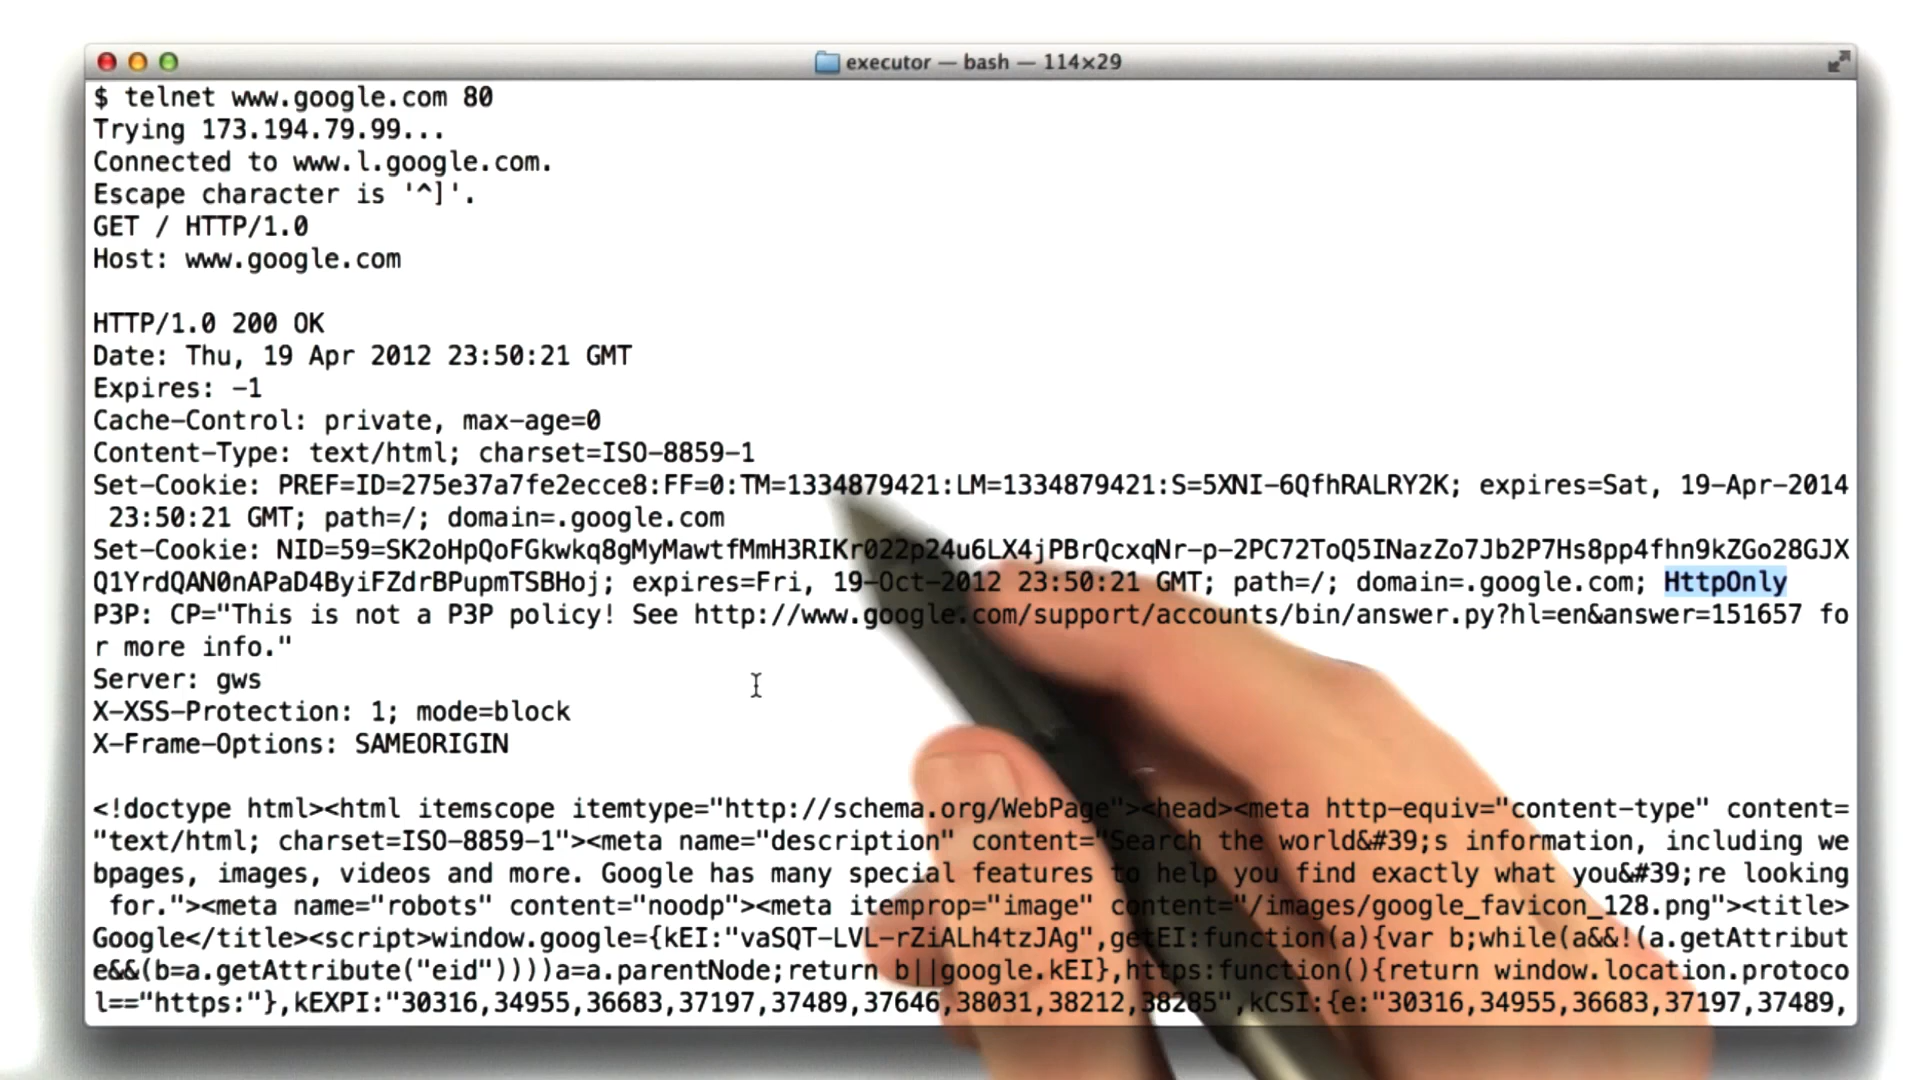 executor — bash — 114×29
$ telnet www.google.com 80
Trying 173.194.79.99...
Connected to www.l.google.com.
Escape character is '^]'.
GET / HTTP/1.0
Host: www.google.com
HTTP/1.0 200 OK
Date: Thu, 19 Apr 2012 23:50:21 GMT
Expires: -1
Cache-Control: private, max-age=0
Content-Type: text/html; charset=ISO-8859-1
Set-Cookie: PREF=ID=275e37a7fe2ecce8:FF=0:TM=1334879421:LM=1334879421:S=5XNI-6QfhRALRY2K; expires=Sat, 19-Apr-2014
23:50:21 GMT; path=/; domain=.google.com
Set-Cookie: NID=59=SK2oHpQoFGkwkq8gMyMawtfMmH3RIKr022p24u6LX4jPBrQcxqNr-p-2PC72ToQ5INazZo7Jb2P7Hs8pp4fhn9kZGo28GJX
Q1YrdQAN0nAPaD4ByiFZdrBPupmTSBHoj; expires=Fri, 19-Oct-2012 23:50:21 GMT; path=/; domain=.google.com; HttpOnly
P3P: CP="This is not a P3P policy! See http://www.google.com/support/accounts/bin/answer.py?hl=en&answer=151657 fo
r more info."
Server: gws
X-XSS-Protection: 1; mode=block
X-Frame-Options: SAMEORIGIN
<!doctype html><html itemscope itemtype="http://schema.org/WebPage"><head><meta http-equiv="content-type" content=
"text/html; charset=ISO-8859-1"><meta name="description" content="Search the world&#39;s information, including we
bpages, images, videos and more. Google has many special features to help you find exactly what you&#39;re looking
for."><meta name="robots" content="noodp"><meta itemprop="image" content="/images/google_favicon_128.png"><title>
Google</title><script>window.google={kEI:"vaSQT-LVL-rZiALh4tzJAg",getEI:function(a){var b;while(a&&!(a.getAttribut
e&&(b=a.getAttribute("eid"))))a=a.parentNode;return b||google.kEI},https:function(){return window.location.protoco
l=="https:"},kEXPI:"30316,34955,36683,37197,37489,37646,38031,38212,38285",kCSI:{e:"30316,34955,36683,37197,37489,